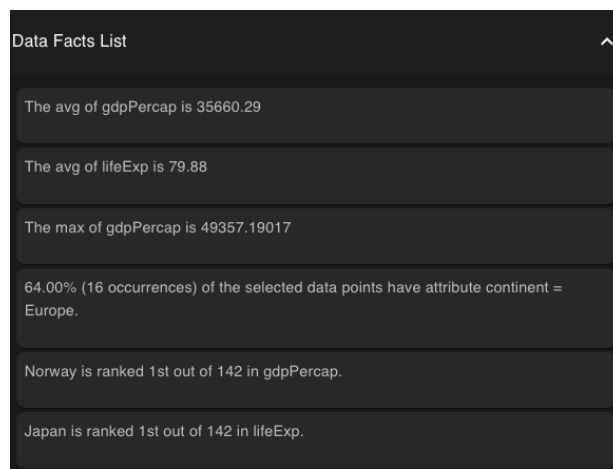 Data Facts List
The avg of gdpPercap is 35660.29
The avg of lifeExp is 79.88
The max of gdpPercap is 49357.19017
64.00% (16 occurrences) of the selected data points have attribute continent =
Europe.
Norway is ranked 1st out of 142 in gdpPercap.
Japan is ranked 1st out of 142 in lifeExp.